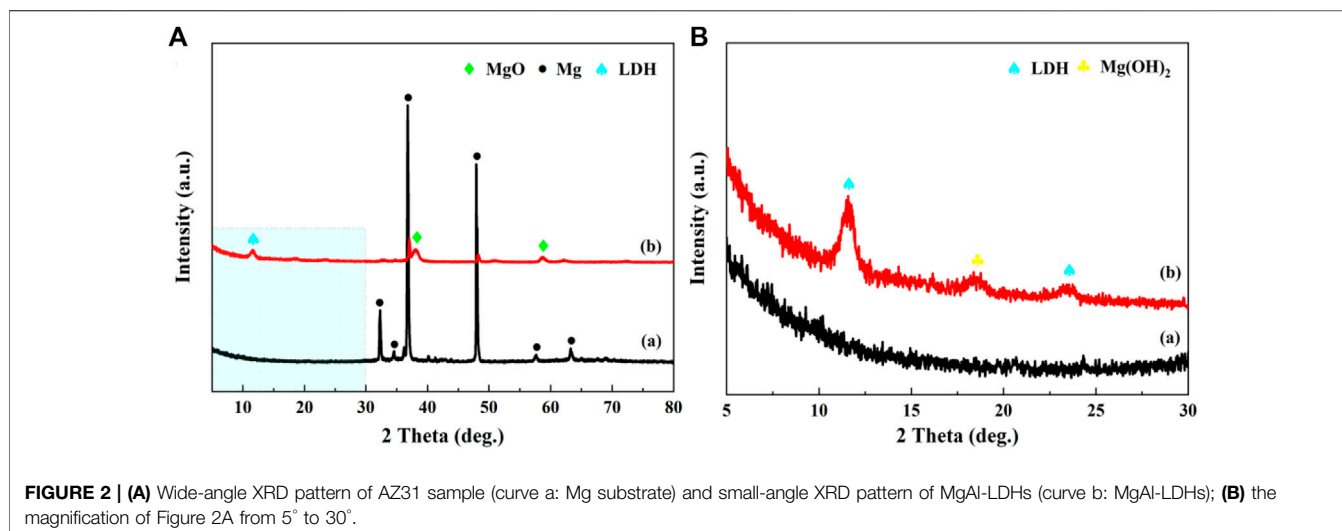 A
B
◆ MgO ● Mg ♠ LDH
♠ LDH ♣ Mg(OH)₂
Intensity (a.u.)
(b)
(a)
10 20 30 40 50 60 70 80
2 Theta (deg.)
Intensity (a.u.)
(b)
(a)
5 10 15 20 25 30
2 Theta (deg.)
FIGURE 2 | (A) Wide-angle XRD pattern of AZ31 sample (curve a: Mg substrate) and small-angle XRD pattern of MgAl-LDHs (curve b: MgAl-LDHs); (B) the
magnification of Figure 2A from 5° to 30°.